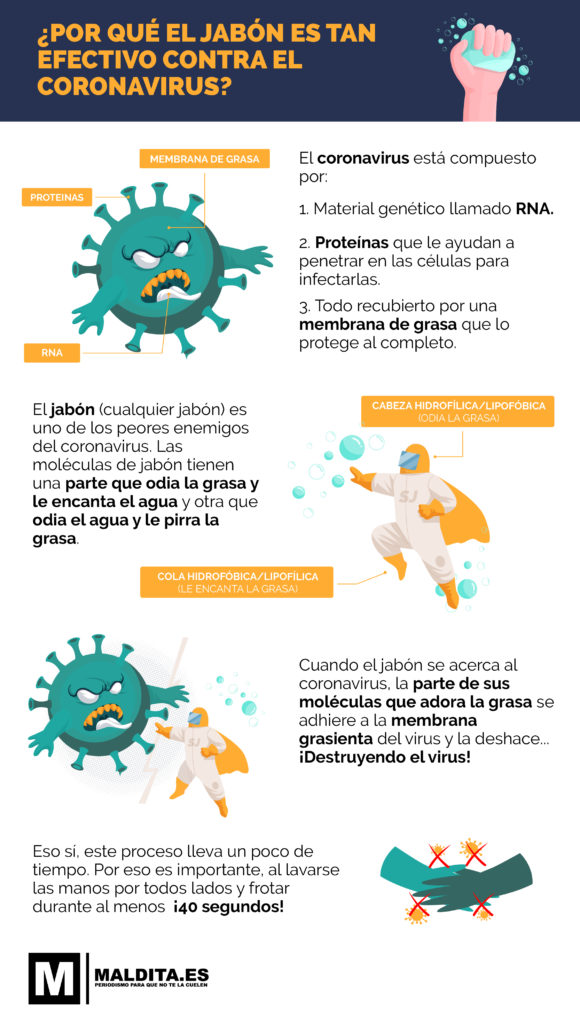 ¿POR QUÉ EL JABÓN ES TAN
EFECTIVO CONTRA EL
CORONAVIRUS?
MEMBRANA DE GRASA
PROTEINAS
RNA
El coronavirus está compuesto
por:
1. Material genético llamado RNA.
2. Proteínas que le ayudan a
penetrar en las células para
infectarlas.
3. Todo recubierto por una
membrana de grasa que lo
protege al completo.
El jabón (cualquier jabón) es
uno de los peores enemigos
del coronavirus. Las
moléculas de jabón tienen
una parte que odia la grasa y
le encanta el agua y otra que
odia el agua y le pirra la
grasa.
CABEZA HIDROFÍLICA/LIPOFÓBICA
(ODIA LA GRASA)
SJ
COLA HIDROFÓBICA/LIPOFÍLICA
(LE ENCANTA LA GRASA)
SJ
Cuando el jabón se acerca al
coronavirus, la parte de sus
moléculas que adora la grasa se
adhiere a la membrana
grasienta del virus y la deshace...
¡Destruyendo el virus!
Eso sí, este proceso lleva un poco de
tiempo. Por eso es importante, al lavarse
las manos por todos lados y frotar
durante al menos ¡40 segundos!
M
MALDITA.ES
PERIODISMO PARA QUE NO TE LA CUELEN